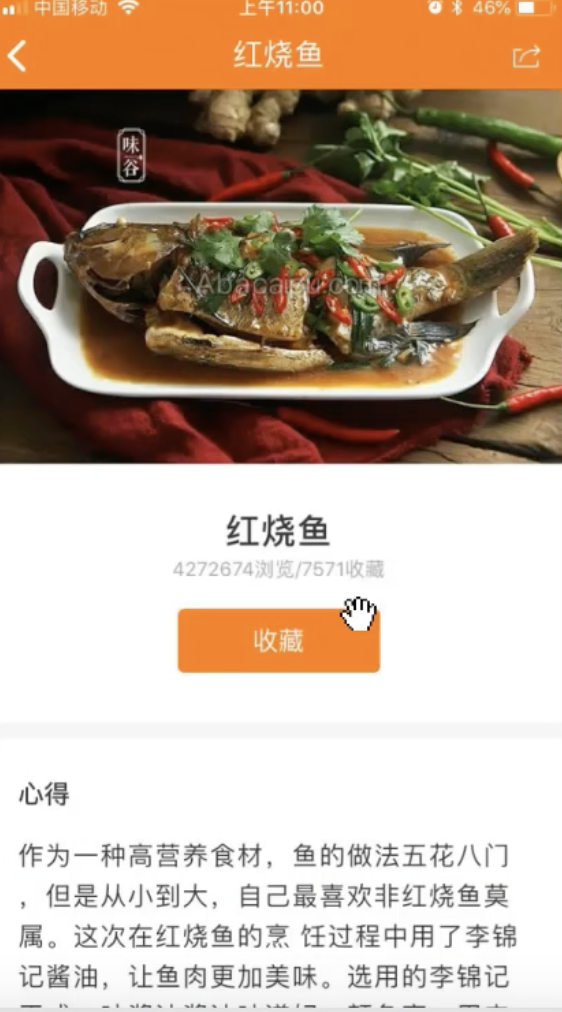 中国移动 上午11:00 46%
红烧鱼
味谷
Abacaipu.com
红烧鱼
4272674浏览/7571收藏
收藏
心得
作为一种高营养食材，鱼的做法五花八门
，但是从小到大，自己最喜欢非红烧鱼莫
属。这次在红烧鱼的烹 饪过程中用了李锦
记酱油，让鱼肉更加美味。选用的李锦记